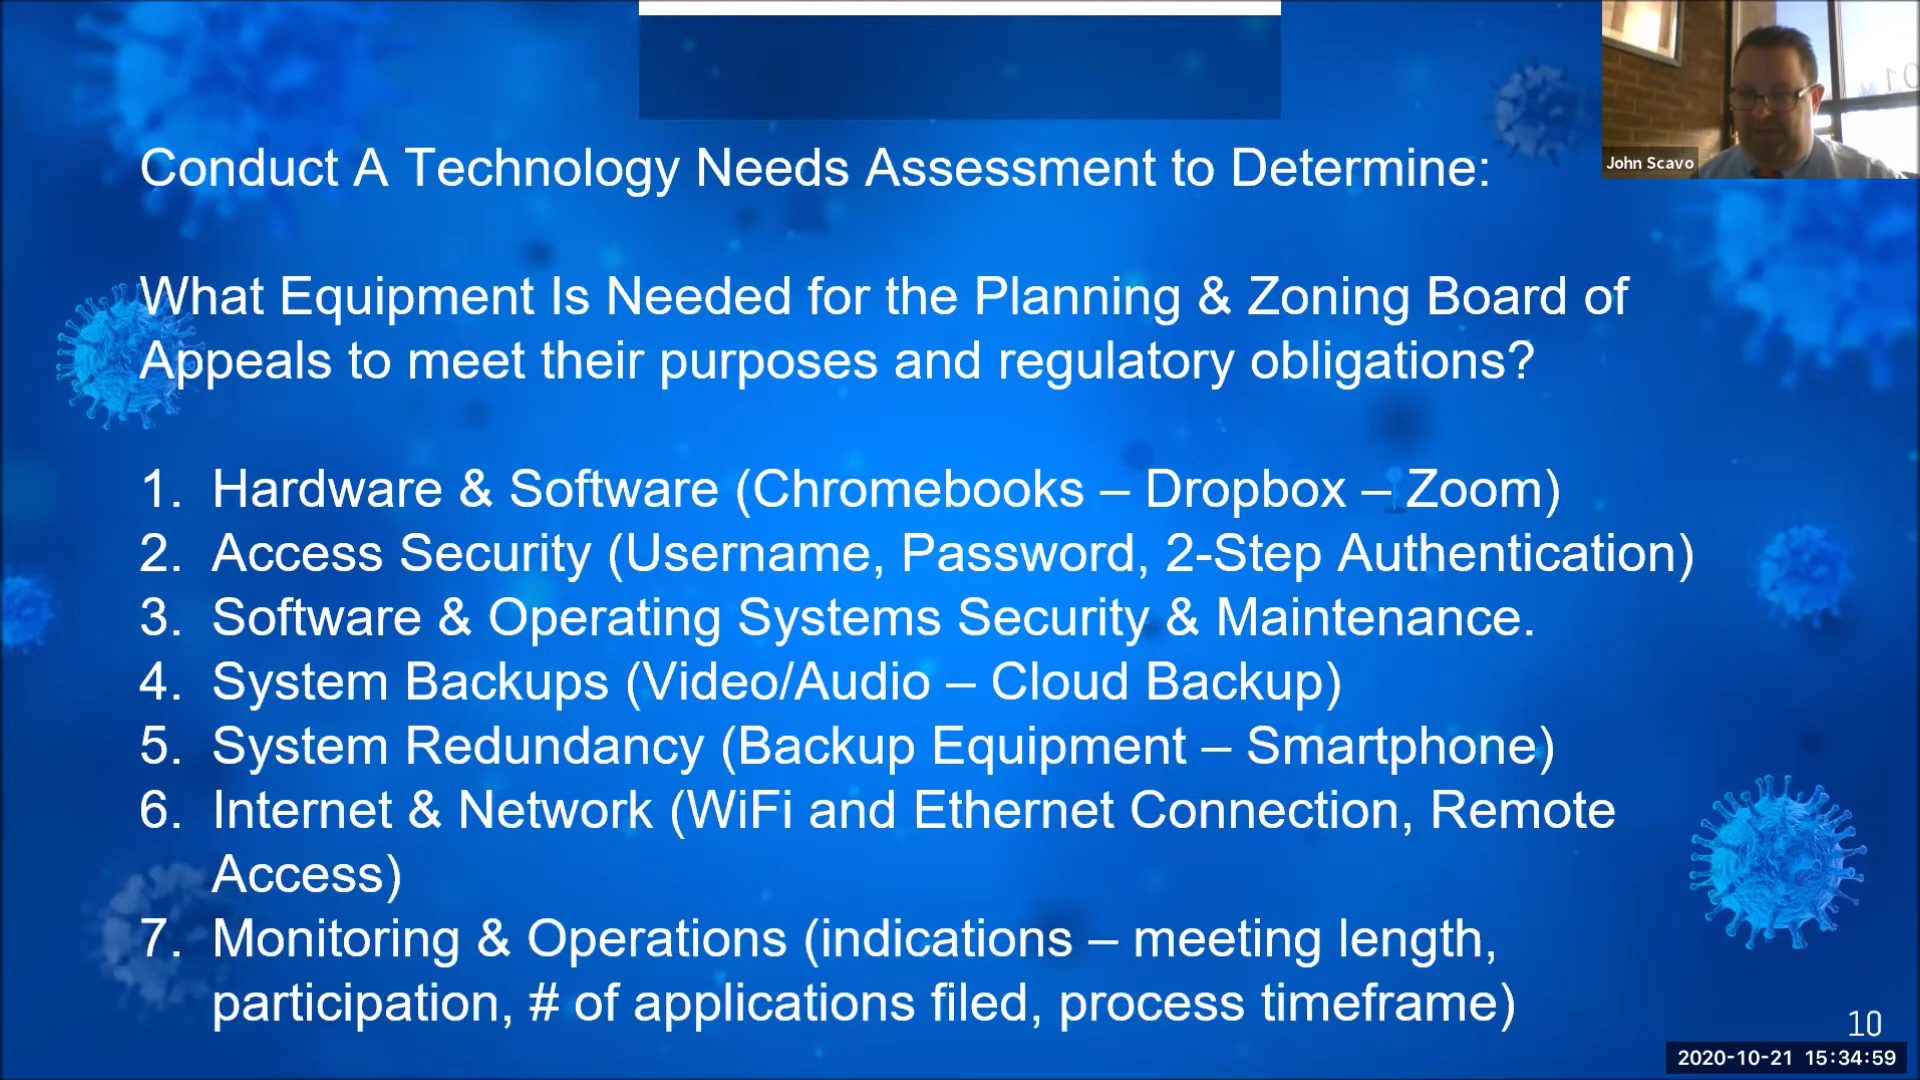 John Scavo
Conduct A Technology Needs Assessment to Determine:
What Equipment Is Needed for the Planning & Zoning Board of
Appeals to meet their purposes and regulatory obligations?
1. Hardware & Software (Chromebooks – Dropbox – Zoom)
2. Access Security (Username, Password, 2-Step Authentication)
3. Software & Operating Systems Security & Maintenance.
4. System Backups (Video/Audio – Cloud Backup)
5. System Redundancy (Backup Equipment – Smartphone)
6. Internet & Network (WiFi and Ethernet Connection, Remote
Access)
7. Monitoring & Operations (indications – meeting length,
participation, # of applications filed, process timeframe)
10
2020-10-21 15:34:59